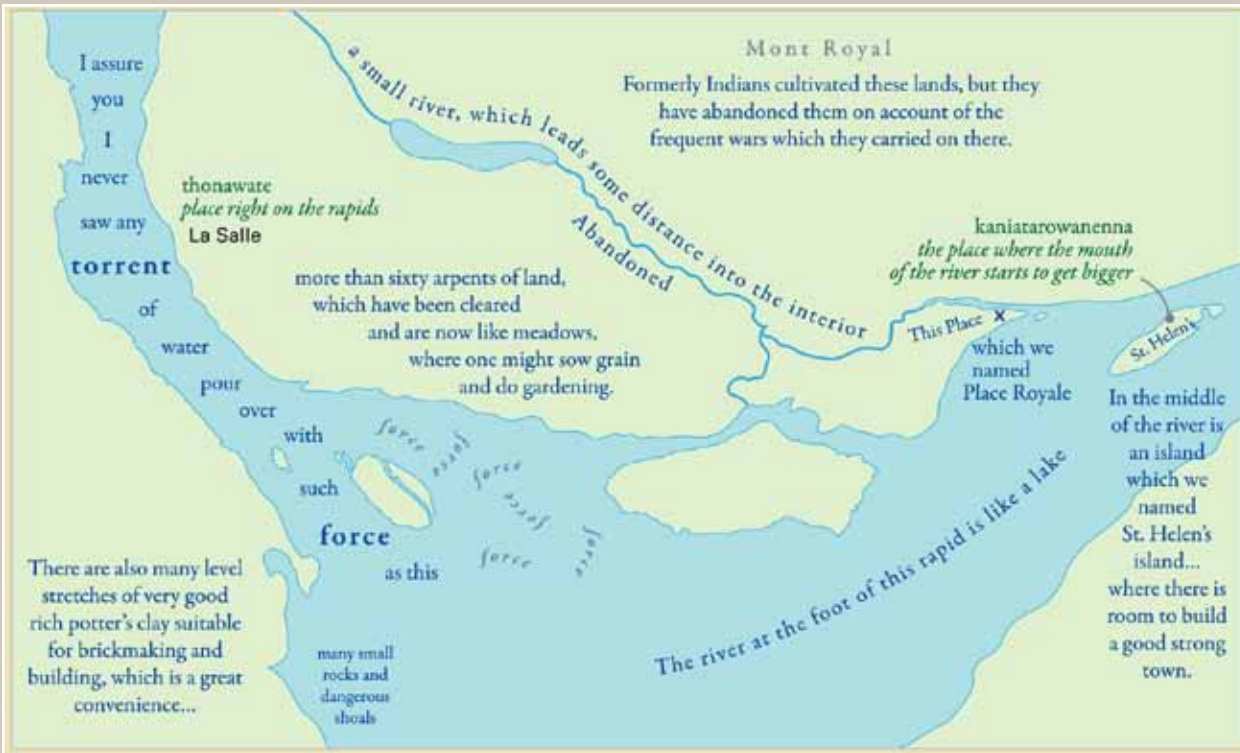 I assure
you
I
never
saw any
torrent
of
water
pour
over
with
such
force
as this
force
force
force
force
force
force
many small
rocks and
dangerous
shoals
There are also many level
stretches of very good
rich potter's clay suitable
for brickmaking and
building, which is a great
convenience...
thonawate
place right on the rapids
La Salle
more than sixty arpents of land,
which have been cleared
and are now like meadows,
where one might sow grain
and do gardening.
a small river, which leads some distance into the interior
Abandoned
Mont Royal
Formerly Indians cultivated these lands, but they
have abandoned them on account of the
frequent wars which they carried on there.
kaniatarowanenna
the place where the mouth
of the river starts to get bigger
This Place x
which we
named
Place Royale
St. Helen's
In the middle
of the river is
an island
which we
named
St. Helen's
island...
where there is
room to build
a good strong
town.
The river at the foot of this rapid is like a lake